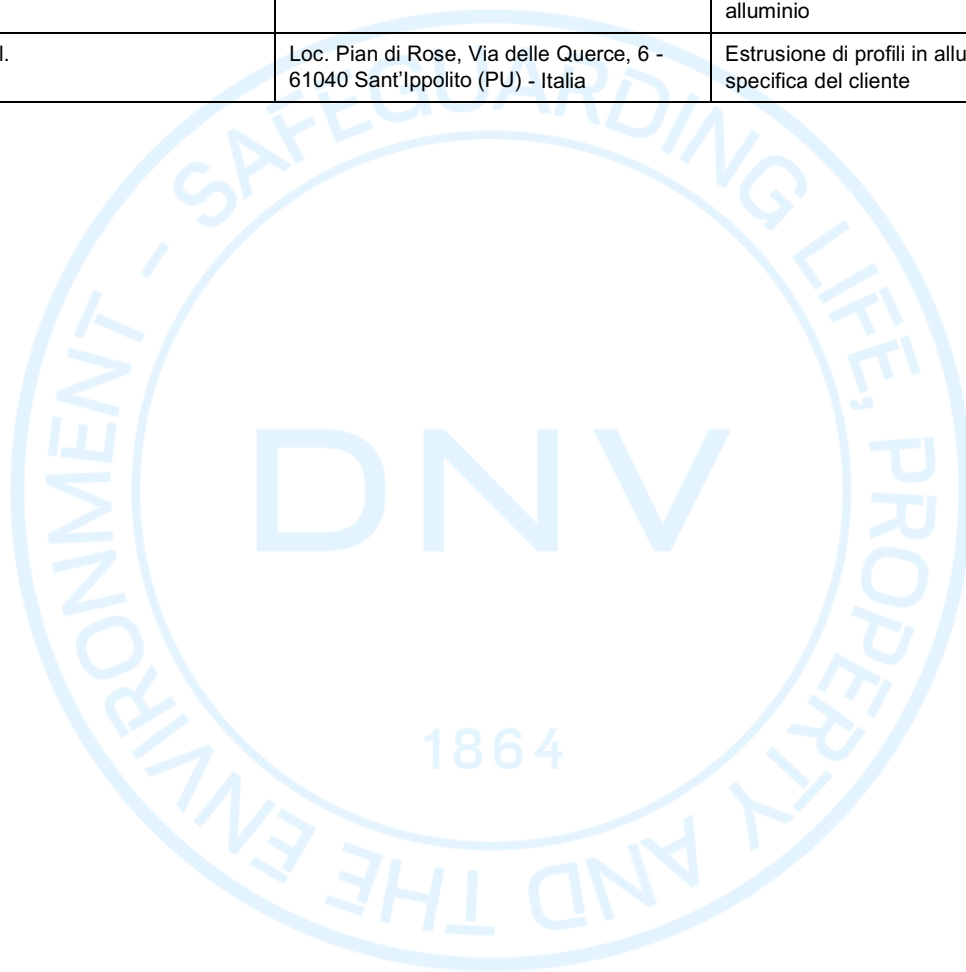 alluminio
l.
Loc. Pian di Rose, Via delle Querce, 6 -
61040 Sant'Ippolito (PU) - Italia
Estrusione di profili in allu
specifica del cliente
SAFEGUARDING LIFE, PROPERTY AND THE ENVIRONMENT -
DNV
1864